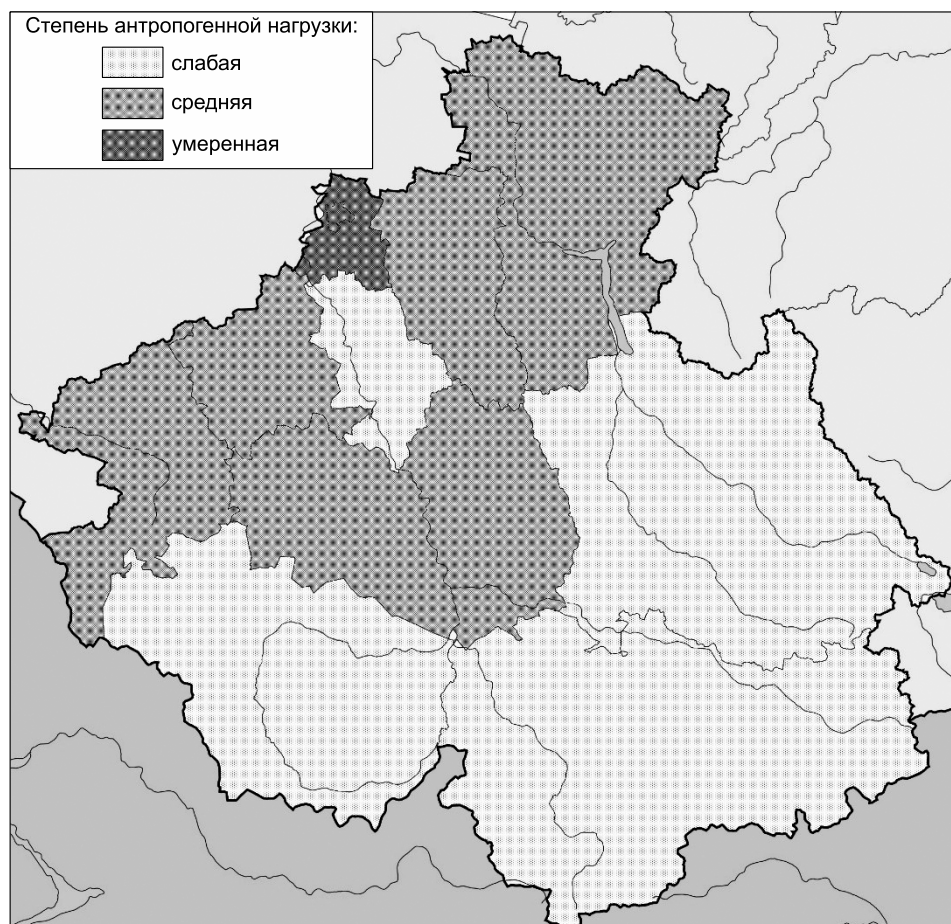 Степень антропогенной нагрузки:
слабая
средняя
умеренная